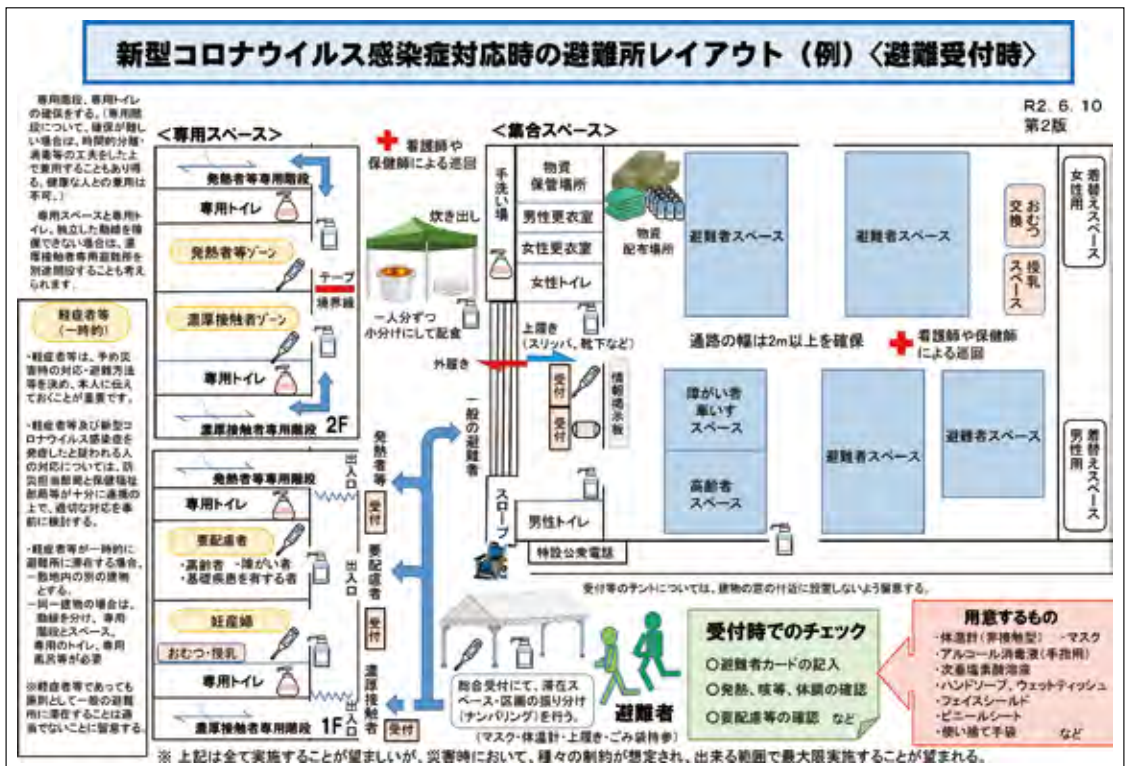 新型コロナウイルス感染症対応時の避難所レイアウト（例）〈避難受付時〉
R2. 6. 10
第2版
専用階段、専用トイレ
の確保をする。（専用階
段について、確保が難し
い場合は、時間的分離・
消毒等の工夫をした上
で兼用することもあり得
る。健康な人との兼用は
不可。）
専用スペースと専用ト
イレ、独立した動線を確
保できない場合は、濃
厚接触者専用避難所を
別途開設することも考え
られます。
軽症者等
（一時的）
・軽症者等は、予め災
害時の対応・避難方法
等を決め、本人に伝え
ておくことが重要です。
・軽症者等及び新型コ
ロナウイルス感染症を
発症したと疑われる人
の対応については、防
災担当部局と保健福祉
部局等が十分に連携の
上で、適切な対応を事
前に検討する。
・軽症者等が一時的に
避難所に滞在する場合、
一敷地内の別の建物
とする。
一同一建物の場合は、
動線を分け、専用
階段とスペース、
専用のトイレ、専用
風呂等が必要
※軽症者等であっても
原則として一般の避難
所に滞在することは適
当でないことに留意する。
＜専用スペース＞
発熱者等専用階段
専用トイレ
発熱者等ゾーン
テープ
境界線
濃厚接触者ゾーン
専用トイレ
濃厚接触者専用階段
2F
発熱者等専用階段
専用トイレ
要配慮者
・高齢者　・障がい者
・基礎疾患を有する者
妊産婦
おむつ・授乳
専用トイレ
濃厚接触者専用階段
1F
出入口
出入口
出入口
発熱者等
受付
要配慮者
受付
濃厚接触者
受付
看護師や
保健師による巡回
炊き出し
一人分ずつ
小分けにして配食
＜集合スペース＞
手洗い場
物資
保管場所
男性更衣室
女性更衣室
女性トイレ
物資
配布場所
上履き
（スリッパ、靴下など）
外履き
一般の避難者
受付
受付
情報掲示板
スロープ
男性トイレ
特設公衆電話
避難者スペース
避難者スペース
通路の幅は2m以上を確保
看護師や保健師
による巡回
障がい者
車いす
スペース
高齢者
スペース
避難者スペース
避難者スペース
おむつ
交換
授乳
スペース
着替えスペース
女性用
着替えスペース
男性用
受付等のテントについては、建物の窓の付近に設置しないよう留意する。
総合受付にて、滞在ス
ペース・区画の振り分け
（ナンバリング）を行う。
（マスク・体温計・上履き・ごみ袋持参）
避難者
受付時でのチェック
○避難者カードの記入
○発熱、咳等、体調の確認
○要配慮等の確認　など
用意するもの
・体温計（非接触型）　・マスク
・アルコール消毒液（手指用）
・次亜塩素酸溶液
・ハンドソープ、ウェットティッシュ
・フェイスシールド
・ビニールシート
・使い捨て手袋　など
※ 上記は全て実施することが望ましいが、災害時において、種々の制約が想定され、出来る範囲で最大限実施することが望まれる。